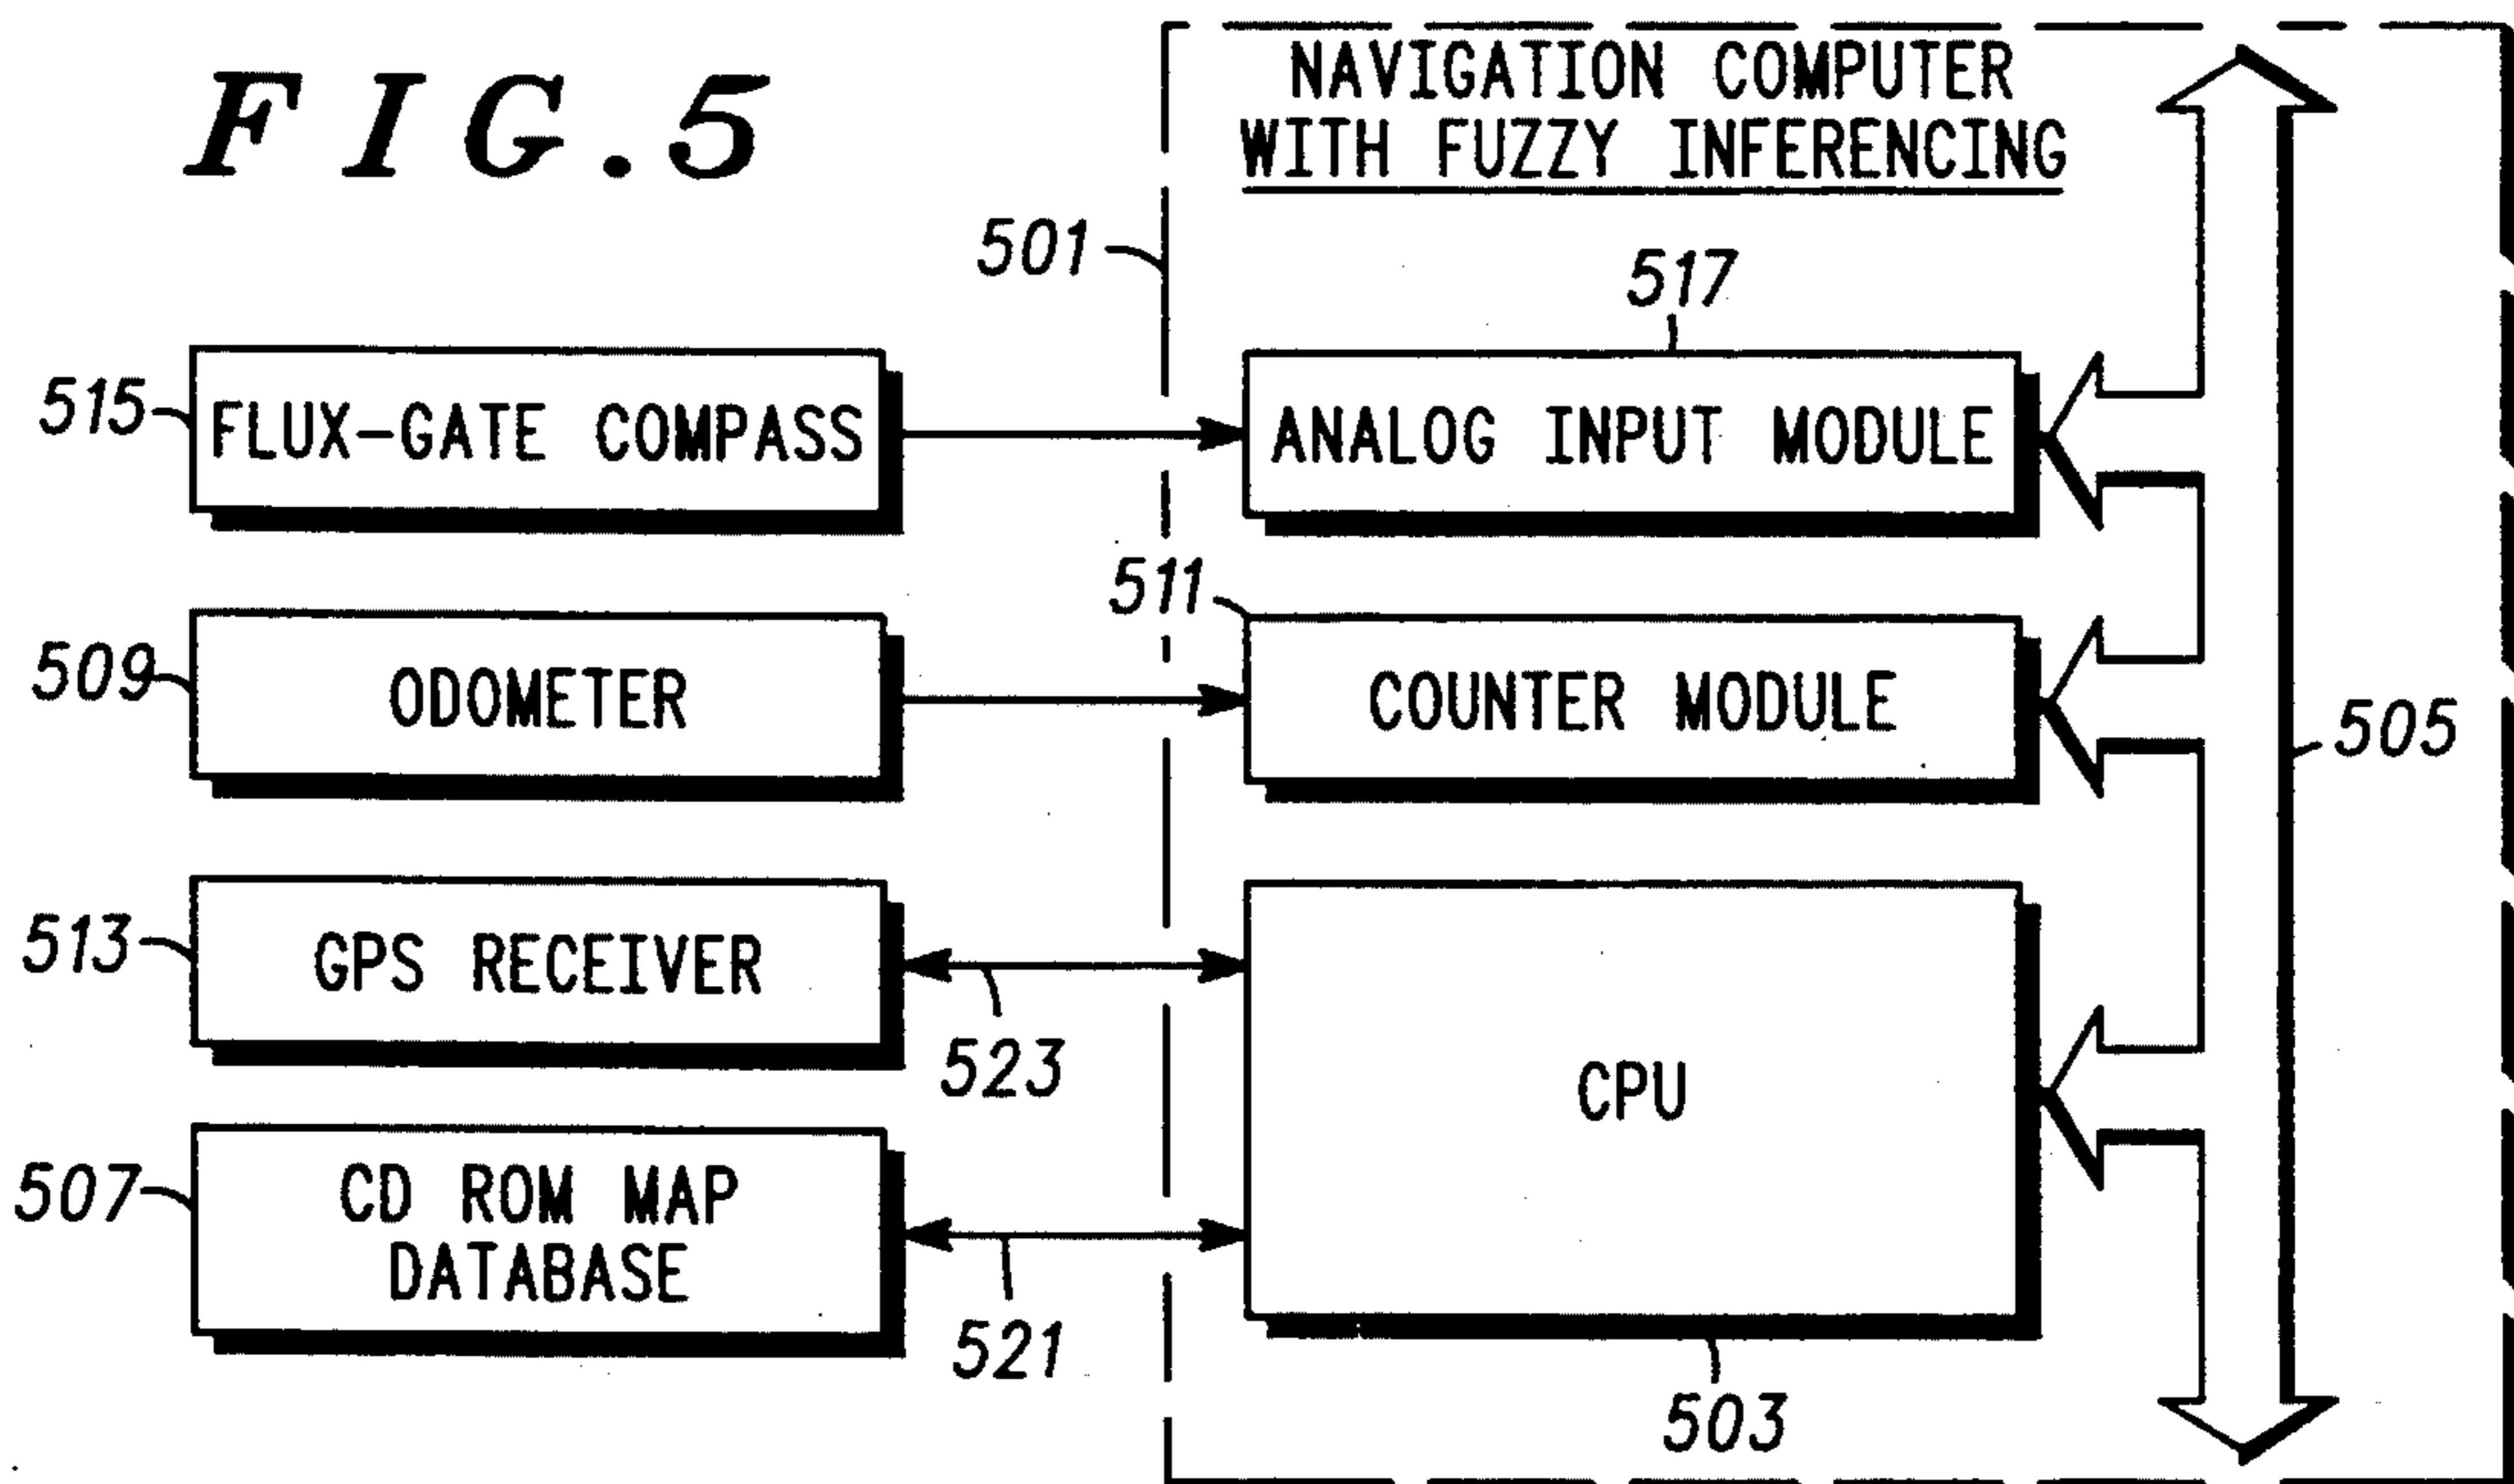 FIG.5
NAVIGATION COMPUTER
WITH FUZZY INFERENCING
501
517
515
FLUX-GATE COMPASS
ANALOG INPUT MODULE
511
509
ODOMETER
COUNTER MODULE
505
513
GPS RECEIVER
523
CPU
507
CD ROM MAP
DATABASE
521
503